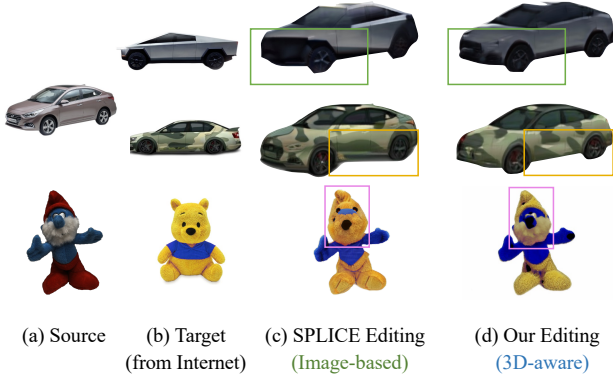 (a) Source (b) Target (c) SPLICE Editing (d) Our Editing
(from Internet) (Image-based) (3D-aware)